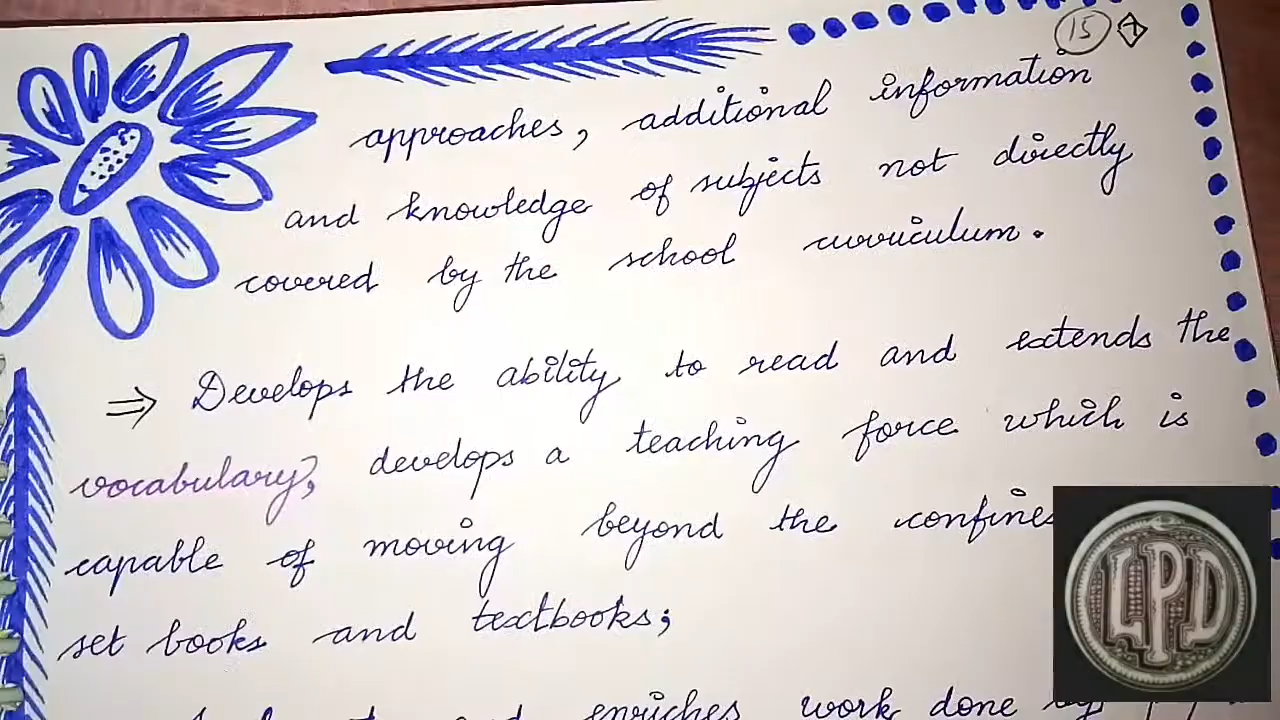 15
approaches, additional information
and knowledge of subjects not directly
covered by the school curriculum.
⇒ Develops the ability to read and extends the
vocabulary, develops a teaching force which is
capable of moving beyond the confines
set books and textbooks;
enriches work done by
LPD